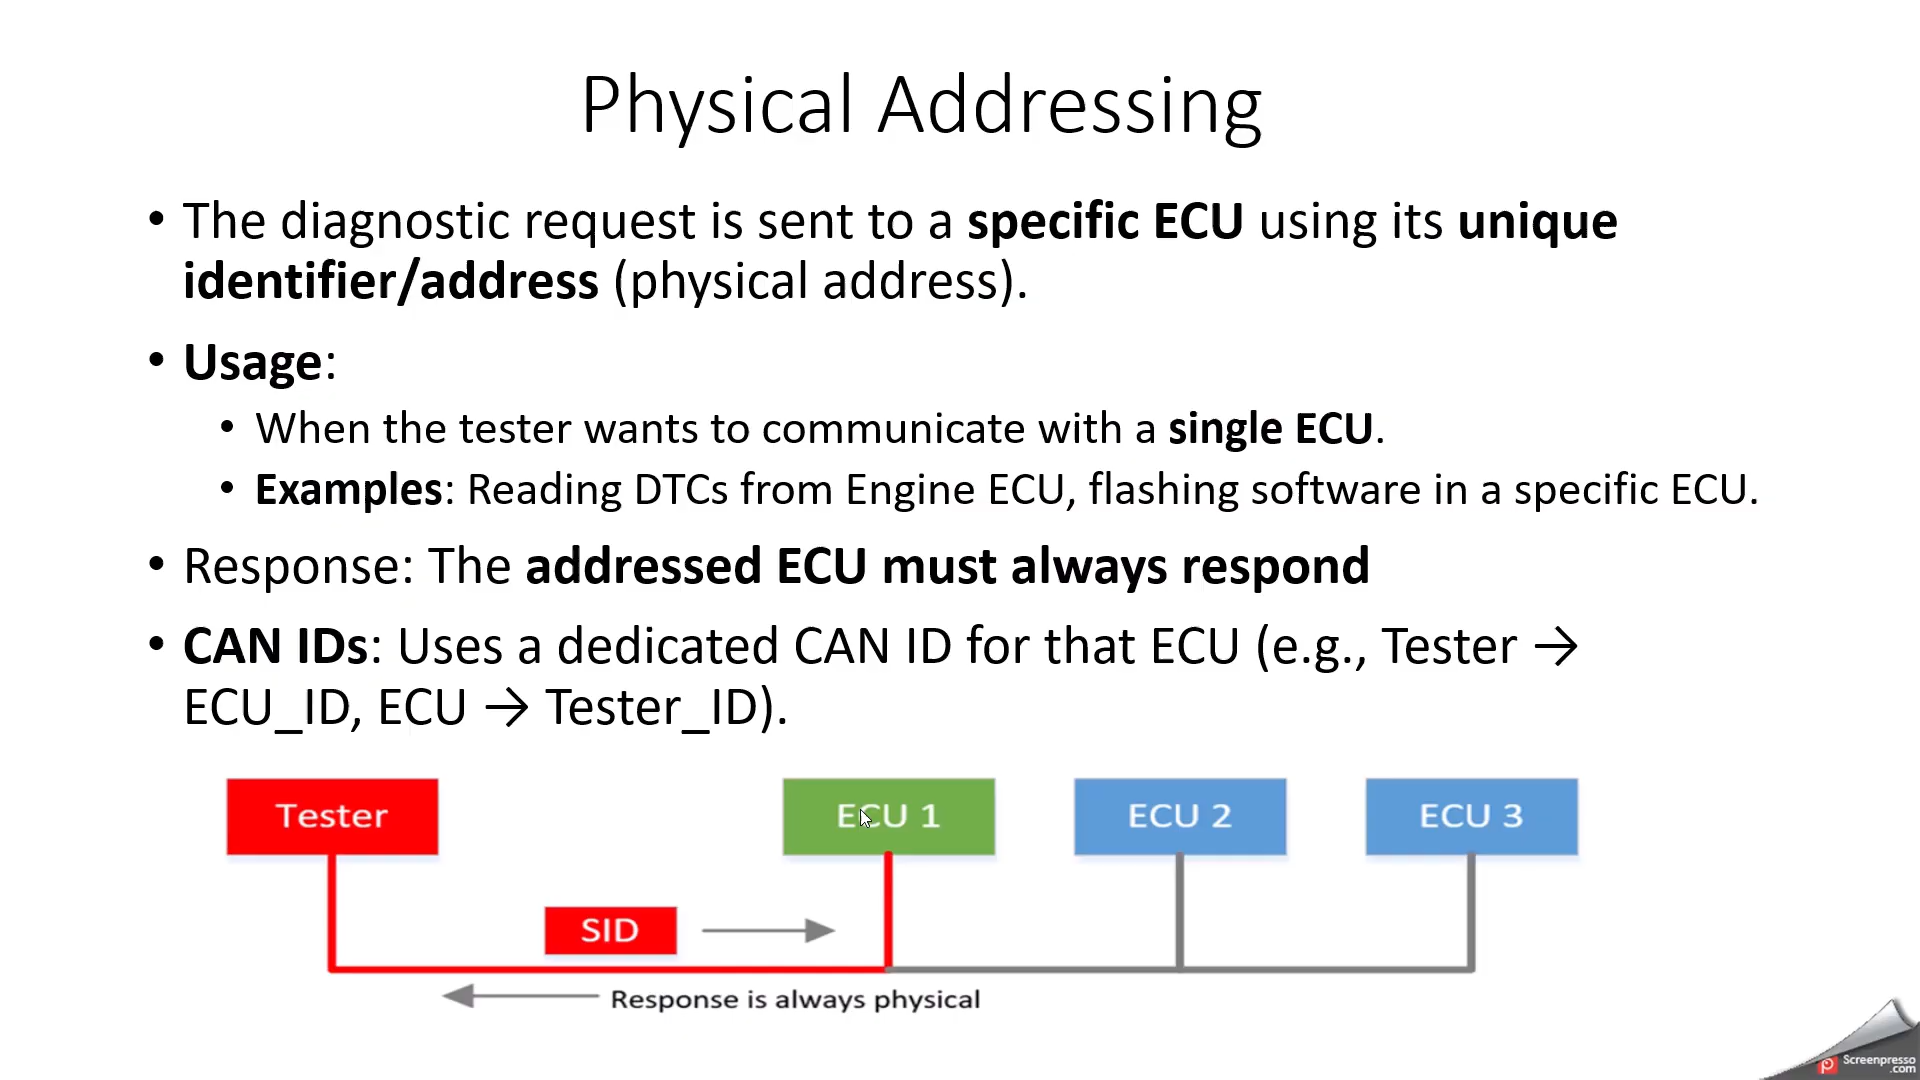 Physical Addressing
• The diagnostic request is sent to a specific ECU using its unique
identifier/address (physical address).
• Usage:
• When the tester wants to communicate with a single ECU.
• Examples: Reading DTCs from Engine ECU, flashing software in a specific ECU.
• Response: The addressed ECU must always respond
• CAN IDs: Uses a dedicated CAN ID for that ECU (e.g., Tester →
ECU_ID, ECU → Tester_ID).
Tester
ECU 1
ECU 2
ECU 3
SID
Response is always physical
Screenpresso
.com